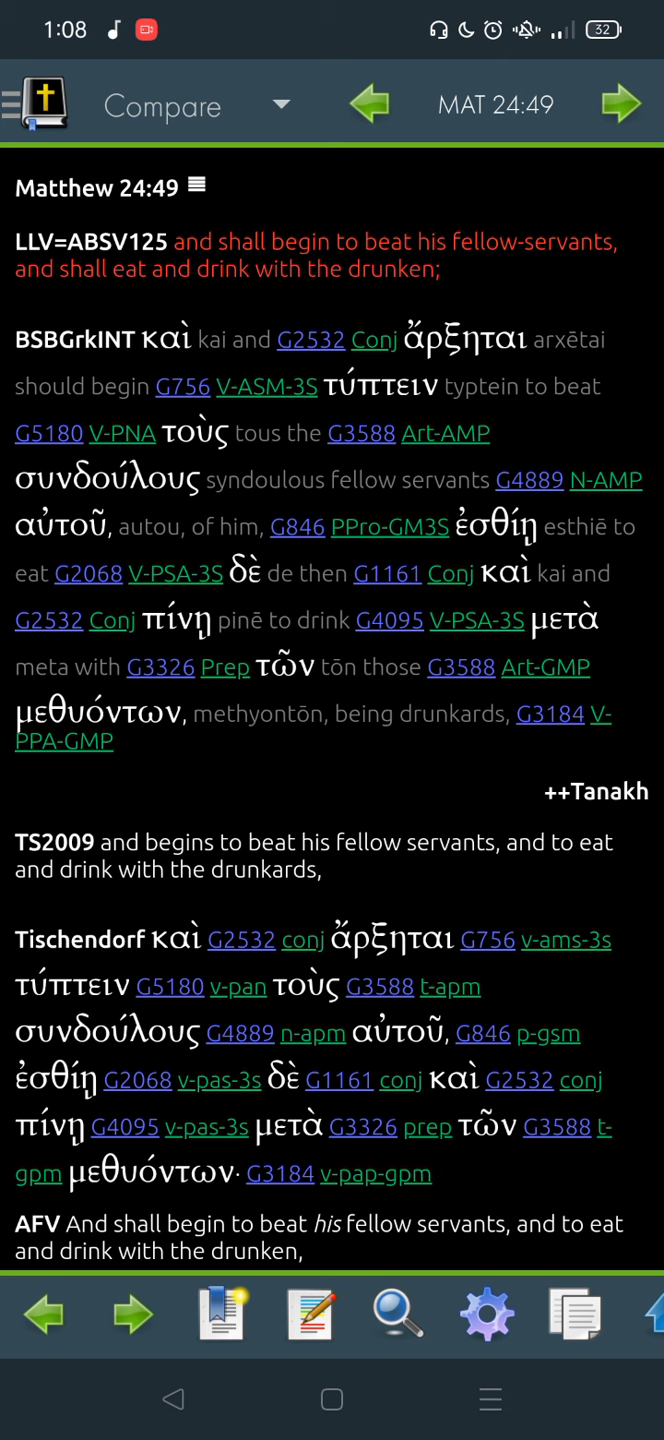 1:08
32
Compare
MAT 24:49
Matthew 24:49
LLV=ABSV125 and shall begin to beat his fellow-servants,
and shall eat and drink with the drunken;
BSBGrkINT καὶ kai and G2532 Conj ἄρξηται arxētai
should begin G756 V-ASM-3S τύπτειν typtein to beat
G5180 V-PNA τοὺς tous the G3588 Art-AMP
συνδούλους syndoulous fellow servants G4889 N-AMP
αὐτοῦ, autou, of him, G846 PPro-GM3S ἐσθίῃ esthiē to
eat G2068 V-PSA-3S δὲ de then G1161 Conj καὶ kai and
G2532 Conj πίνῃ pinē to drink G4095 V-PSA-3S μετὰ
meta with G3326 Prep τῶν tōn those G3588 Art-GMP
μεθυόντων, methyontōn, being drunkards, G3184 V-
PPA-GMP
++Tanakh
TS2009 and begins to beat his fellow servants, and to eat
and drink with the drunkards,
Tischendorf καὶ G2532 conj ἄρξηται G756 v-ams-3s
τύπτειν G5180 v-pan τοὺς G3588 t-apm
συνδούλους G4889 n-apm αὐτοῦ, G846 p-gsm
ἐσθίῃ G2068 v-pas-3s δὲ G1161 conj καὶ G2532 conj
πίνῃ G4095 v-pas-3s μετὰ G3326 prep τῶν G3588 t-
gpm μεθυόντων· G3184 v-pap-gpm
AFV And shall begin to beat his fellow servants, and to eat
and drink with the drunken,